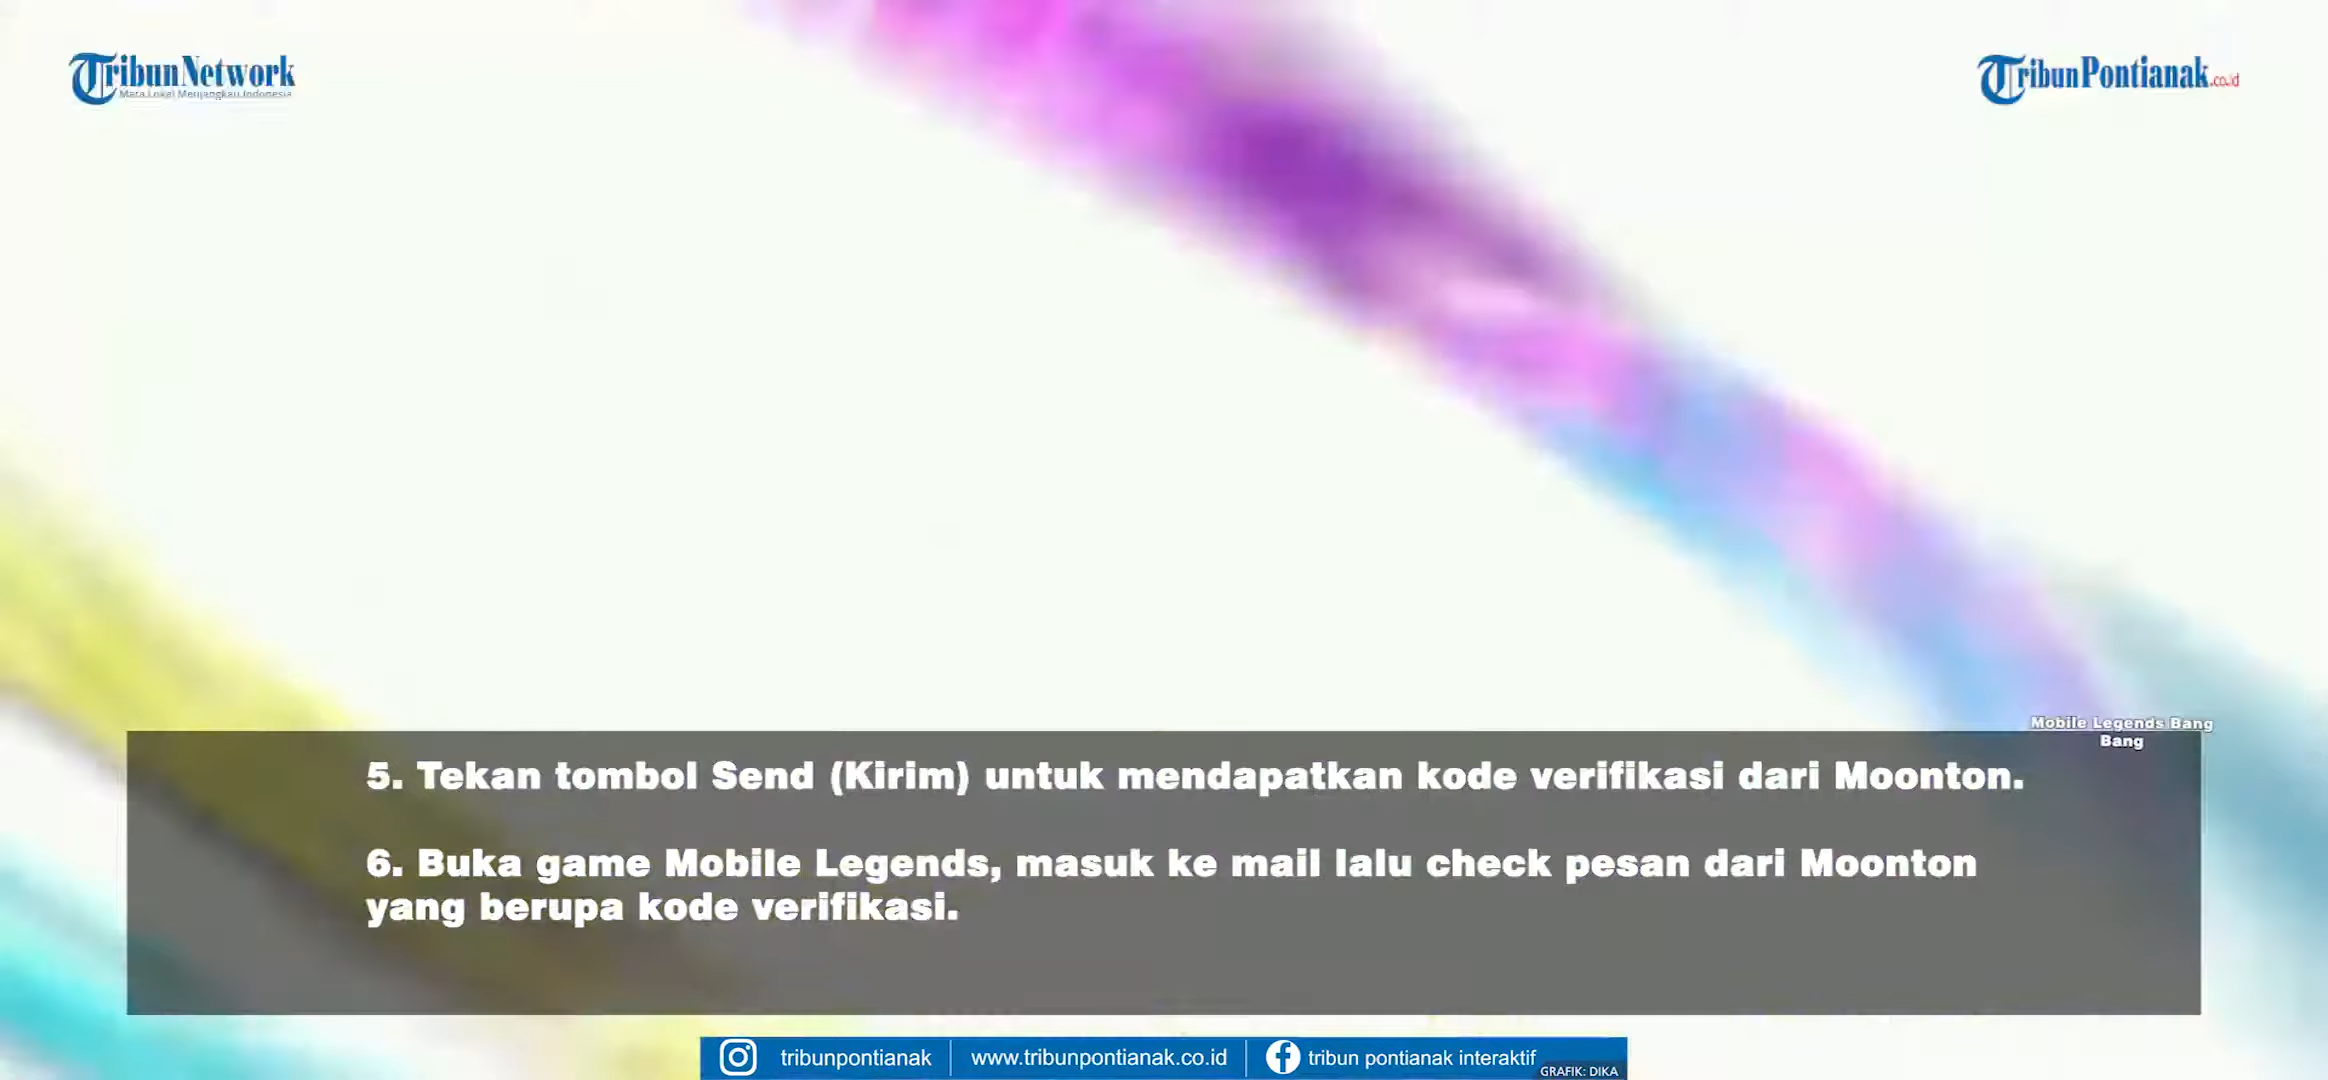 TribunNetwork
Mata Lokal Menjangkau Indonesia
TribunPontianak.co.id
Mobile Legends Bang
Bang
5. Tekan tombol Send (Kirim) untuk mendapatkan kode verifikasi dari Moonton.
6. Buka game Mobile Legends, masuk ke mail lalu check pesan dari Moonton
yang berupa kode verifikasi.
tribunpontianak
www.tribunpontianak.co.id
tribun pontianak interaktif
GRAFIK: DIKA